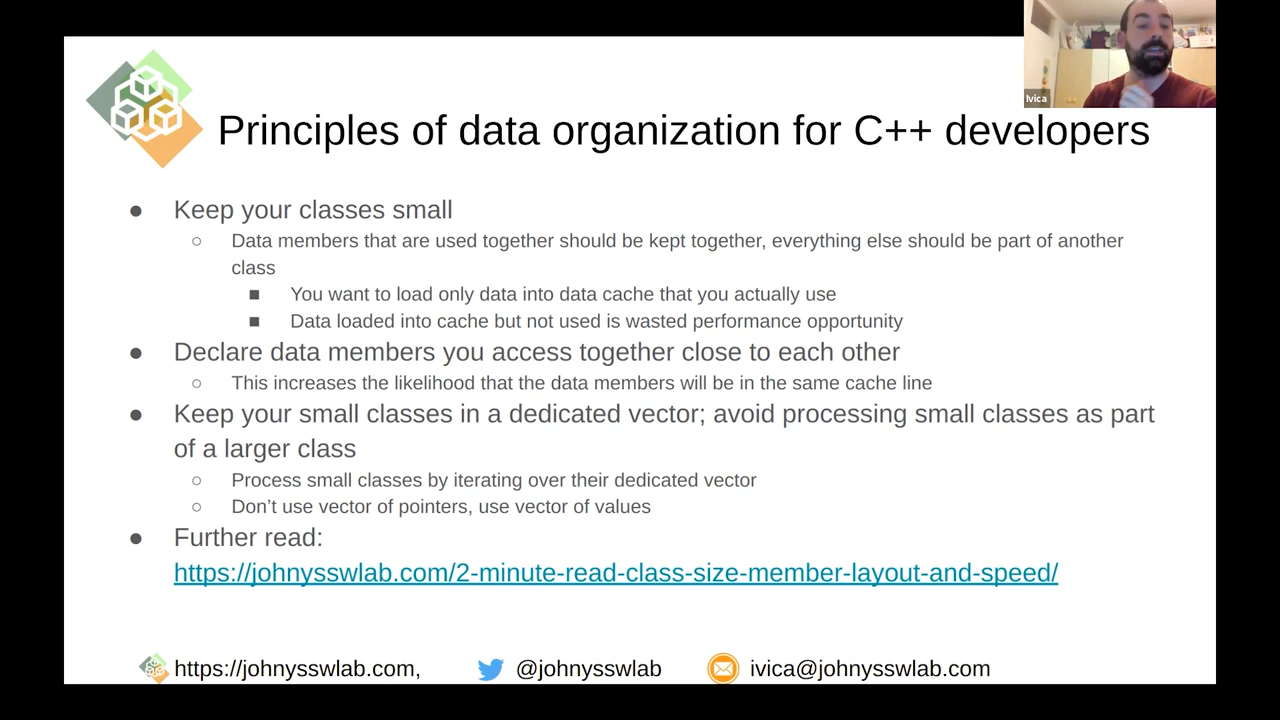 Ivica
Principles of data organization for C++ developers
● Keep your classes small
○ Data members that are used together should be kept together, everything else should be part of another
class
■ You want to load only data into data cache that you actually use
■ Data loaded into cache but not used is wasted performance opportunity
● Declare data members you access together close to each other
○ This increases the likelihood that the data members will be in the same cache line
● Keep your small classes in a dedicated vector; avoid processing small classes as part
of a larger class
○ Process small classes by iterating over their dedicated vector
○ Don’t use vector of pointers, use vector of values
● Further read:
https://johnysswlab.com/2-minute-read-class-size-member-layout-and-speed/
https://johnysswlab.com, @johnysswlab ivica@johnysswlab.com